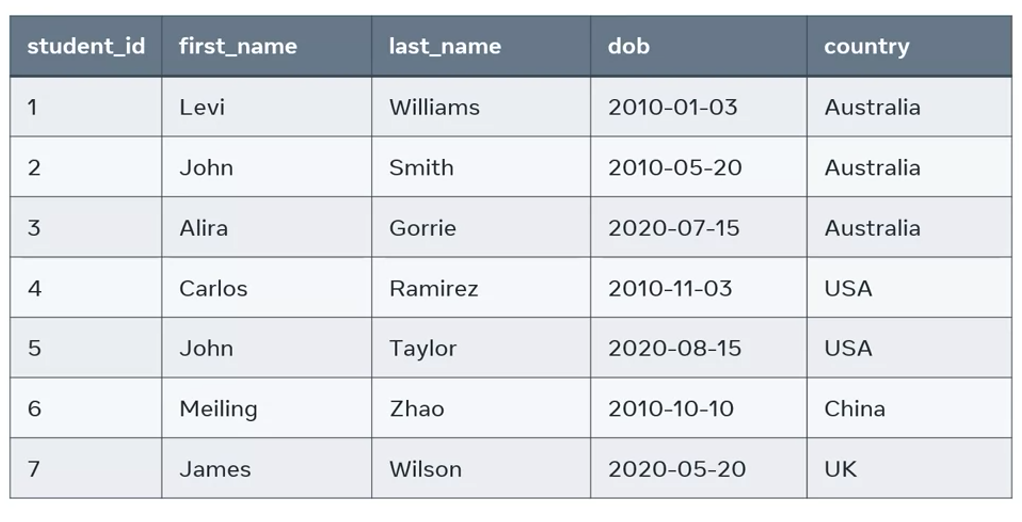 student_id first_name last_name dob country
1 Levi Williams 2010-01-03 Australia
2 John Smith 2010-05-20 Australia
3 Alira Gorrie 2020-07-15 Australia
4 Carlos Ramirez 2010-11-03 USA
5 John Taylor 2020-08-15 USA
6 Meiling Zhao 2010-10-10 China
7 James Wilson 2020-05-20 UK